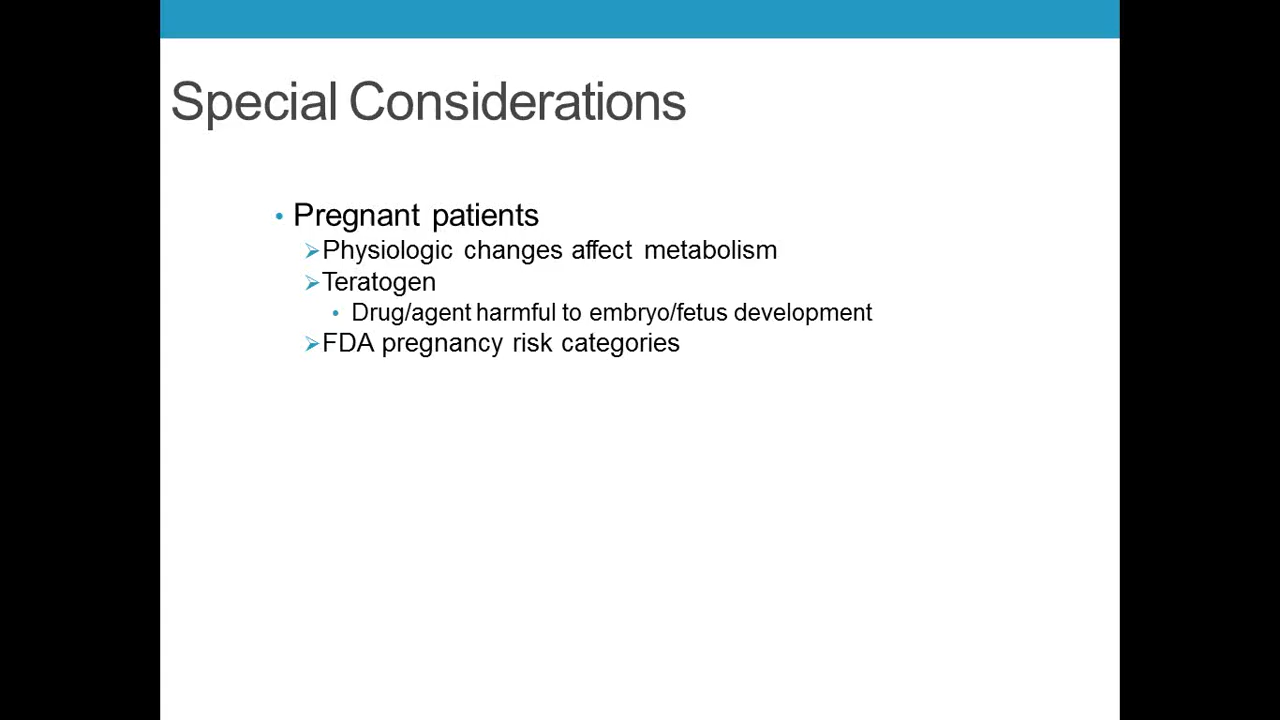 Special Considerations
• Pregnant patients
➢Physiologic changes affect metabolism
➢Teratogen
• Drug/agent harmful to embryo/fetus development
➢FDA pregnancy risk categories